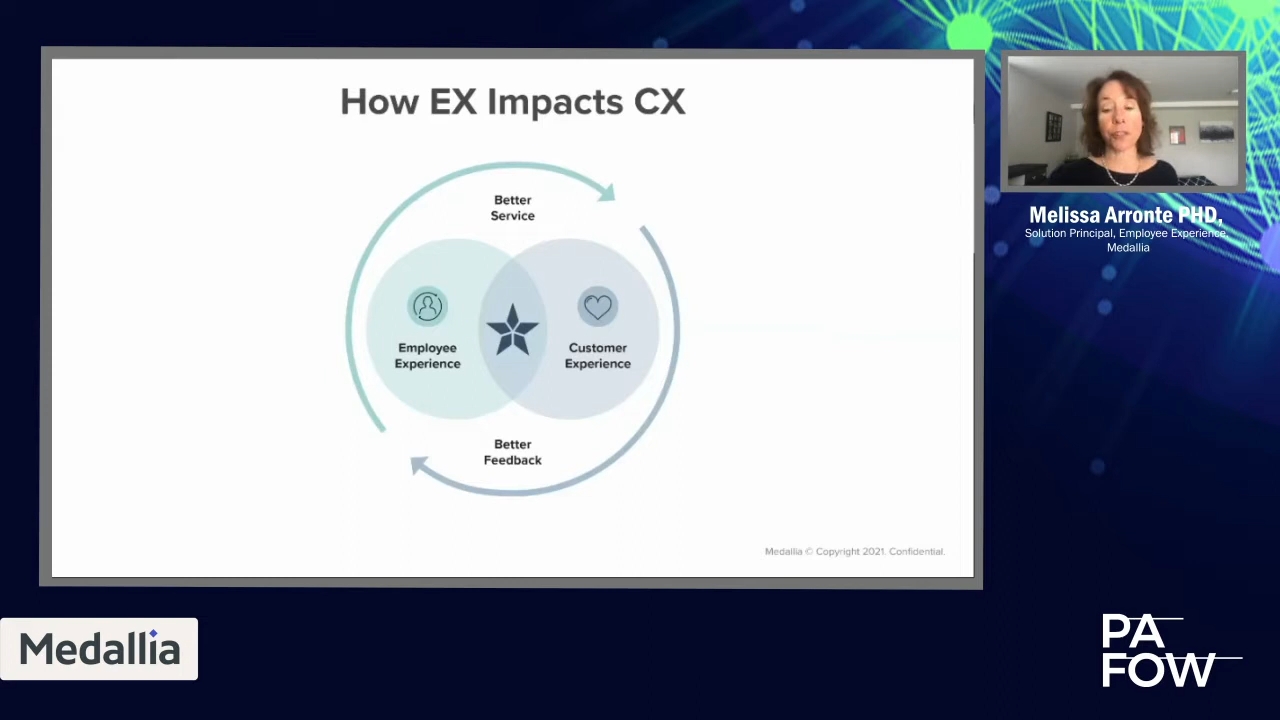 How EX Impacts CX
Better
Service
Employee
Experience
Customer
Experience
Better
Feedback
Medallia © Copyright 2021. Confidential.
Melissa Arronte PHD,
Solution Principal, Employee Experience,
Medallia
Medallia
PA
FOW